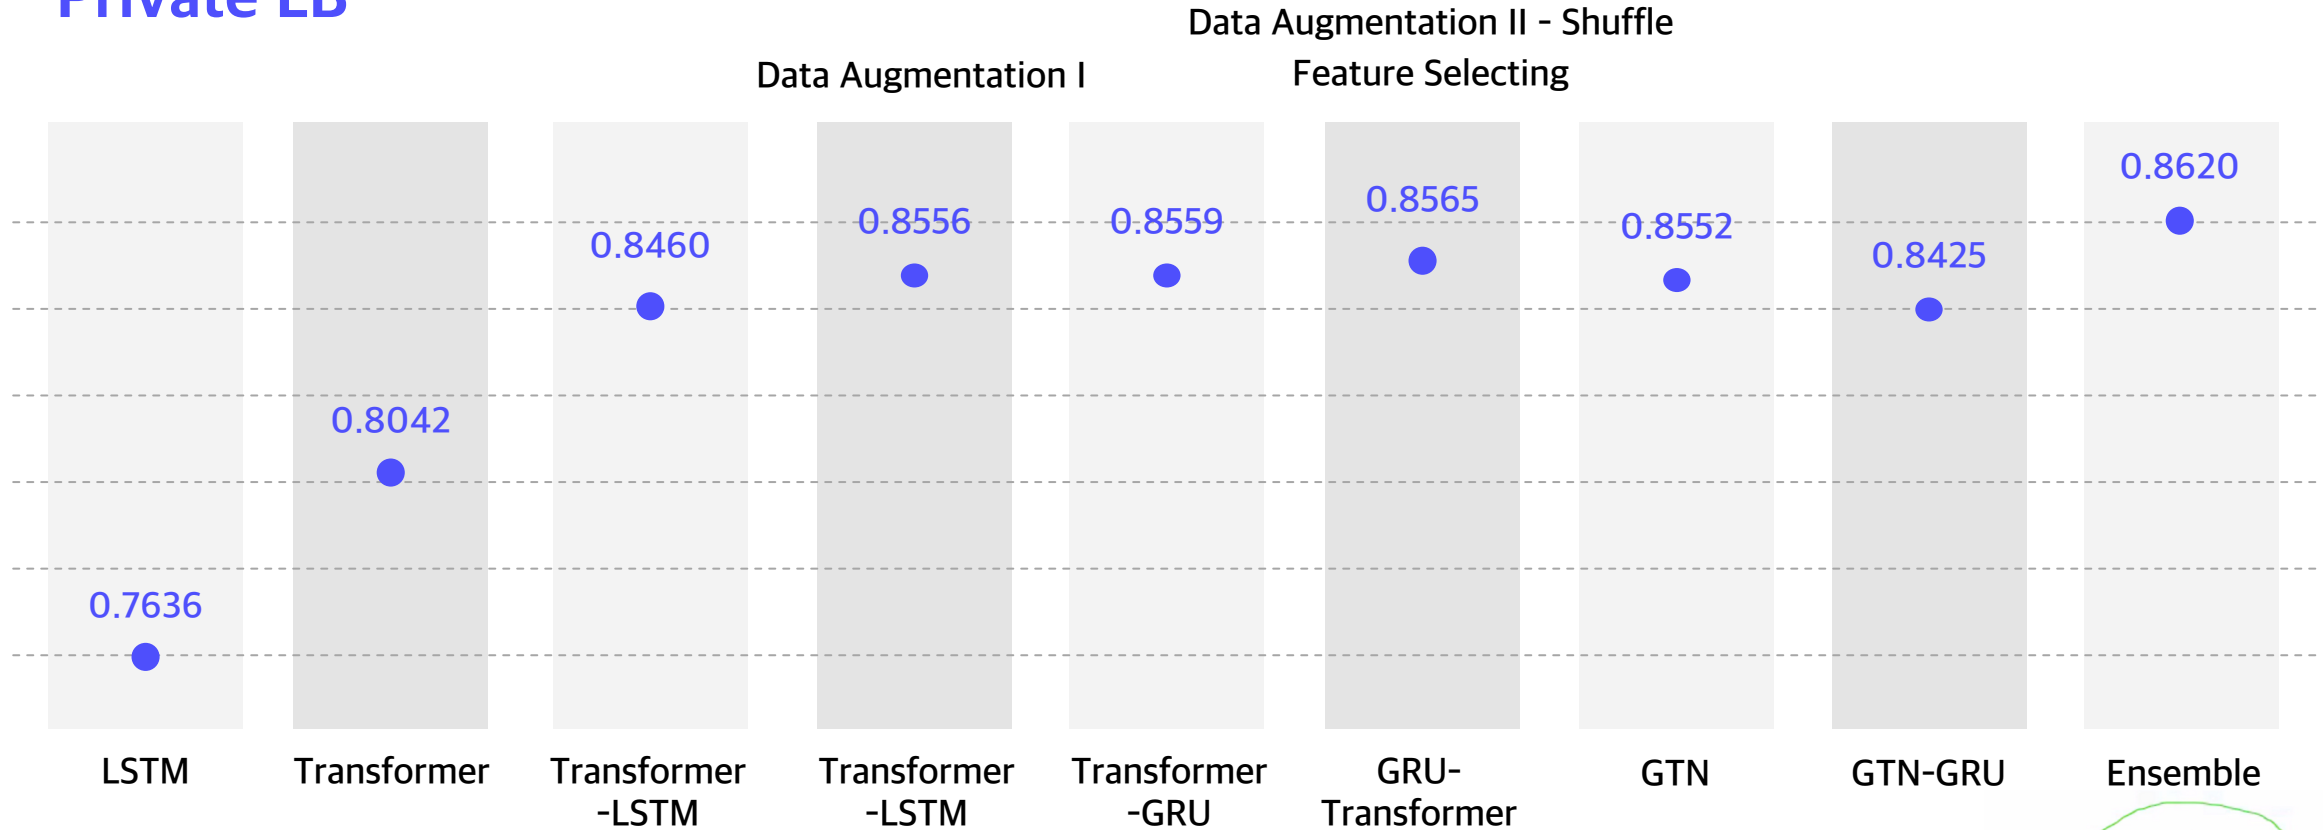 Private LB
Data Augmentation II - Shuffle
Data Augmentation I
Feature Selecting
0.7636
0.8042
0.8460
0.8556
0.8559
0.8565
0.8552
0.8425
0.8620
LSTM
Transformer
Transformer
-LSTM
Transformer
-LSTM
Transformer
-GRU
GRU-
Transformer
GTN
GTN-GRU
Ensemble